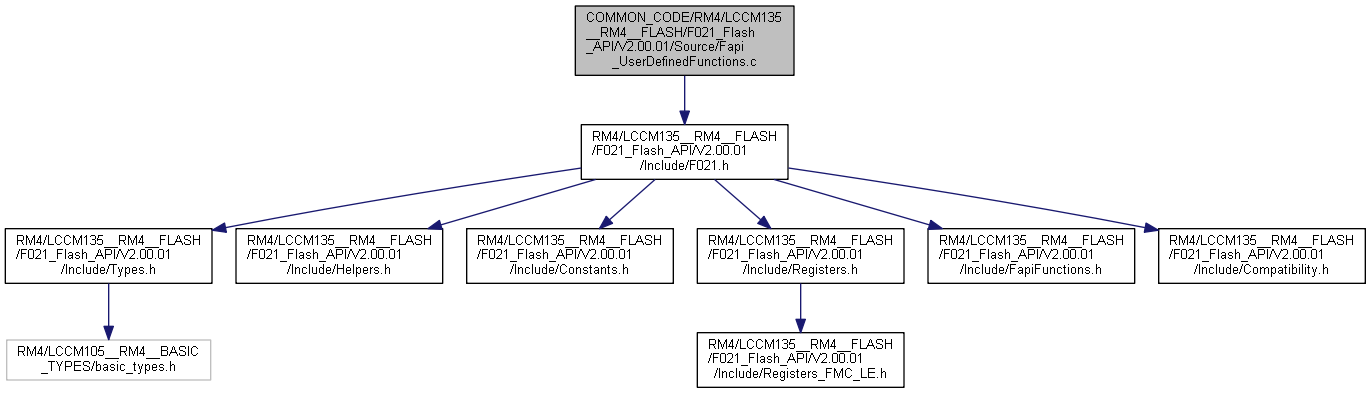 COMMON_CODE/RM4/LCCM135
__RM4__FLASH/F021_Flash
_API/V2.00.01/Source/Fapi
_UserDefinedFunctions.c
RM4/LCCM135__RM4__FLASH
/F021_Flash_API/V2.00.01
/Include/F021.h
RM4/LCCM135__RM4__FLASH
/F021_Flash_API/V2.00.01
/Include/Types.h
RM4/LCCM135__RM4__FLASH
/F021_Flash_API/V2.00.01
/Include/Helpers.h
RM4/LCCM135__RM4__FLASH
/F021_Flash_API/V2.00.01
/Include/Constants.h
RM4/LCCM135__RM4__FLASH
/F021_Flash_API/V2.00.01
/Include/Registers.h
RM4/LCCM135__RM4__FLASH
/F021_Flash_API/V2.00.01
/Include/FapiFunctions.h
RM4/LCCM135__RM4__FLASH
/F021_Flash_API/V2.00.01
/Include/Compatibility.h
RM4/LCCM105__RM4__BASIC
_TYPES/basic_types.h
RM4/LCCM135__RM4__FLASH
/F021_Flash_API/V2.00.01
/Include/Registers_FMC_LE.h